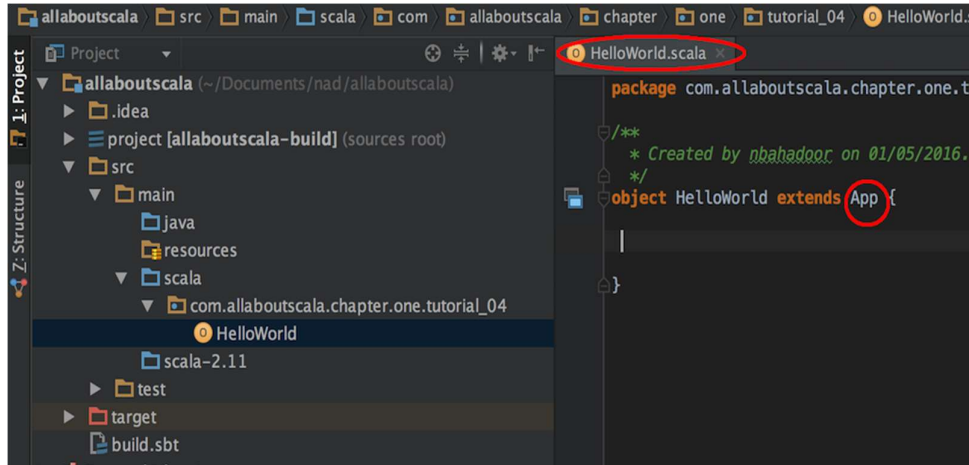 allaboutscala src main scala com allaboutscala chapter one tutorial_04 HelloWorld.
1: Project
Z: Structure
Project
allaboutscala (~/Documents/nad/allaboutscala)
.idea
project [allaboutscala-build] (sources root)
src
main
java
resources
scala
com.allaboutscala.chapter.one.tutorial_04
HelloWorld
scala-2.11
test
target
build.sbt
HelloWorld.scala
package com.allaboutscala.chapter.one.t
/**
* Created by nbahadoor on 01/05/2016.
*/
object HelloWorld extends App {
}